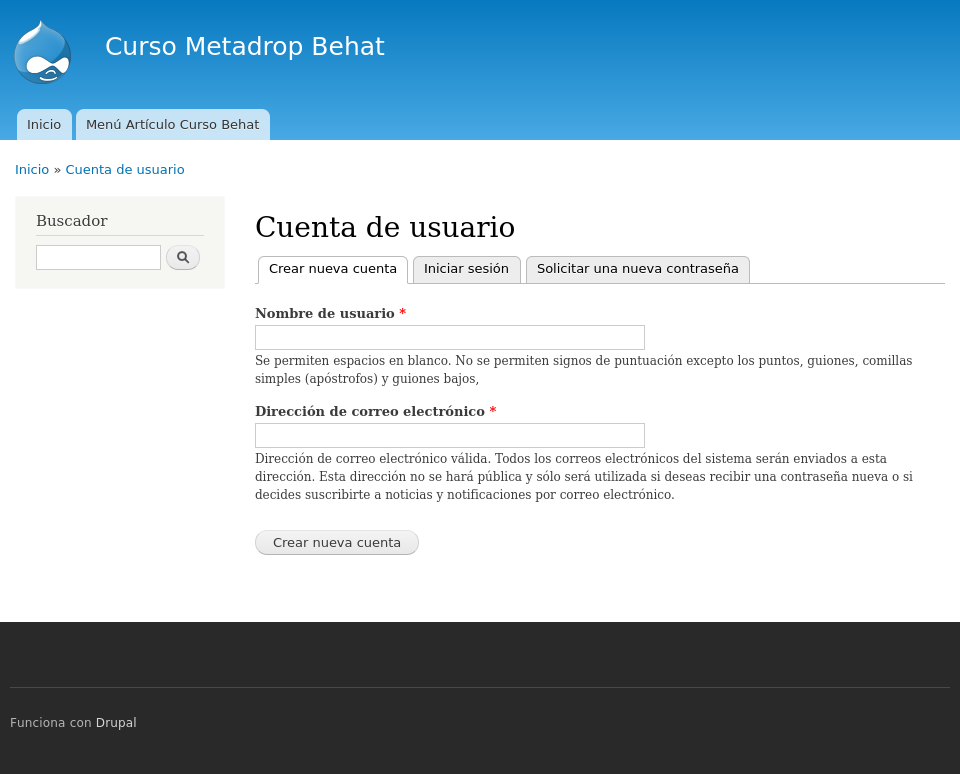 Curso Metadrop Behat
Inicio
Menú Artículo Curso Behat
Inicio » Cuenta de usuario
Buscador
Cuenta de usuario
Crear nueva cuenta
Iniciar sesión
Solicitar una nueva contraseña
Nombre de usuario *
Se permiten espacios en blanco. No se permiten signos de puntuación excepto los puntos, guiones, comillas
simples (apóstrofos) y guiones bajos,
Dirección de correo electrónico *
Dirección de correo electrónico válida. Todos los correos electrónicos del sistema serán enviados a esta
dirección. Esta dirección no se hará pública y sólo será utilizada si deseas recibir una contraseña nueva o si
decides suscribirte a noticias y notificaciones por correo electrónico.
Crear nueva cuenta
Funciona con Drupal